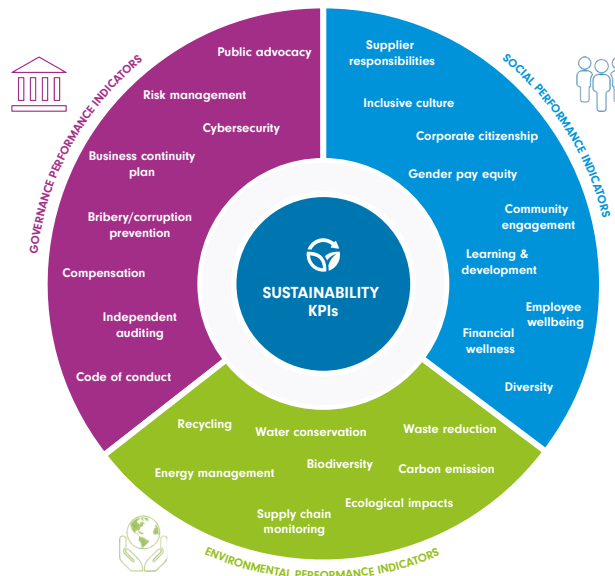 GOVERNANCE PERFORMANCE INDICATORS
Public advocacy
Risk management
Cybersecurity
Business continuity
plan
Bribery/corruption
prevention
Compensation
Independent
auditing
Code of conduct
SOCIAL PERFORMANCE INDICATORS
Supplier
responsibilities
Inclusive culture
Corporate citizenship
Gender pay equity
Community
engagement
Learning &
development
Employee
wellbeing
Financial
wellness
Diversity
SUSTAINABILITY
KPIs
Recycling
Water conservation
Waste reduction
Energy management
Biodiversity
Carbon emission
Supply chain
monitoring
Ecological impacts
ENVIRONMENTAL PERFORMANCE INDICATORS